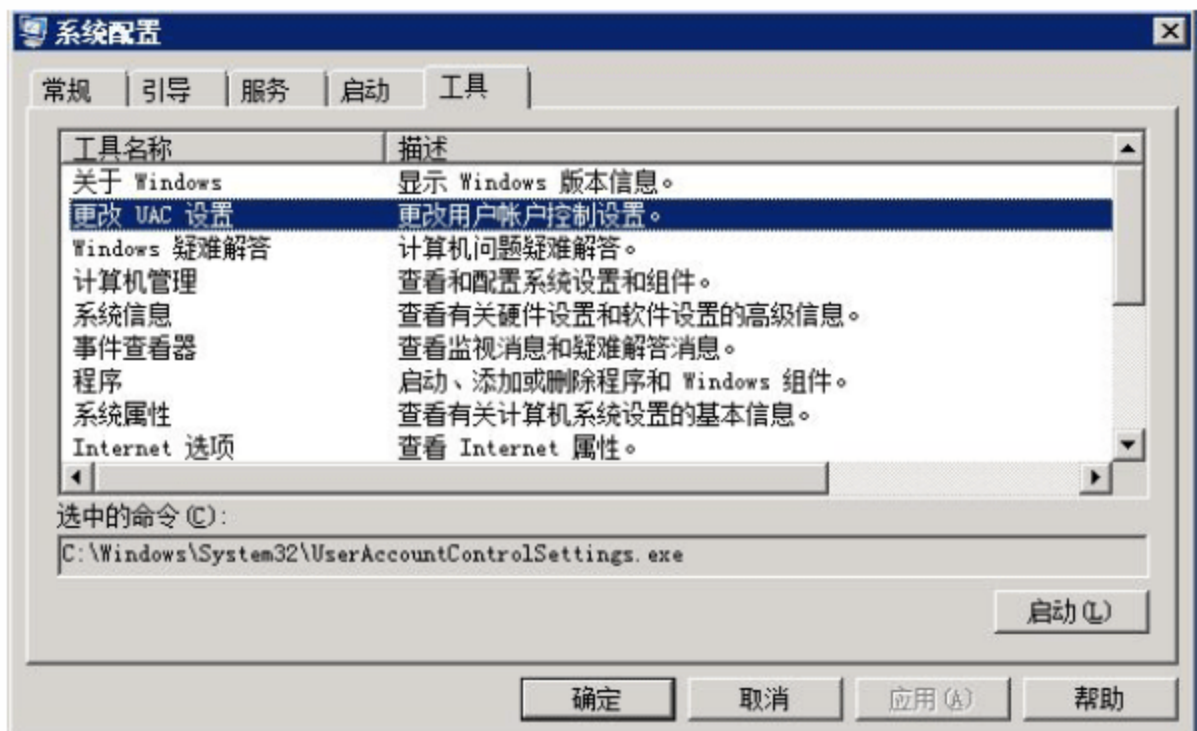 系统配置
常规 引导 服务 启动 工具
工具名称 描述
关于 Windows 显示 Windows 版本信息。
更改 UAC 设置 更改用户帐户控制设置。
Windows 疑难解答 计算机问题疑难解答。
计算机管理 查看和配置系统设置和组件。
系统信息 查看有关硬件设置和软件设置的高级信息。
事件查看器 查看监视消息和疑难解答消息。
程序 启动、添加或删除程序和 Windows 组件。
系统属性 查看有关计算机系统设置的基本信息。
Internet 选项 查看 Internet 属性。
选中的命令(C):
C:\Windows\System32\UserAccountControlSettings.exe
启动(L)
确定 取消 应用(A) 帮助